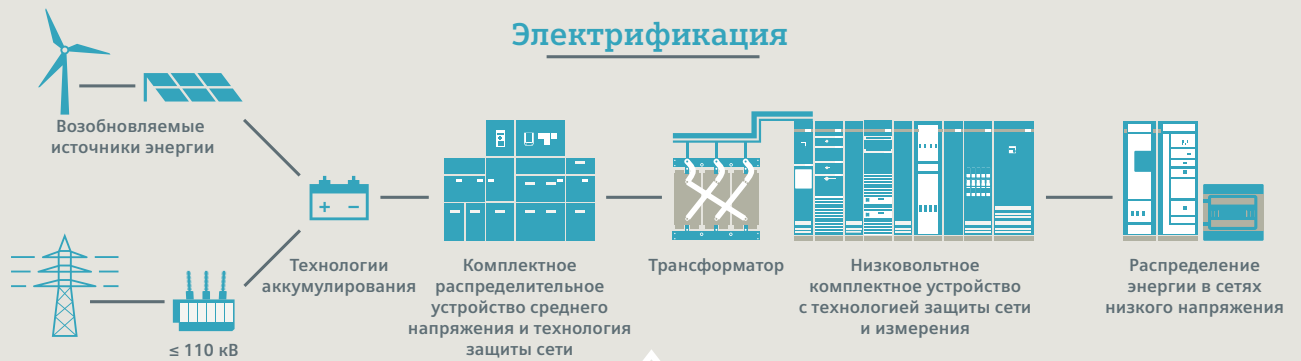 Электрификация
Возобновляемые
источники энергии
≤ 110 кВ
Технологии
аккумулирования
Комплектное
распределительное
устройство среднего
напряжения и технология
защиты сети
Трансформатор
Низковольтное
комплектное устройство
с технологией защиты сети
и измерения
Распределение
энергии в сетях
низкого напряжения